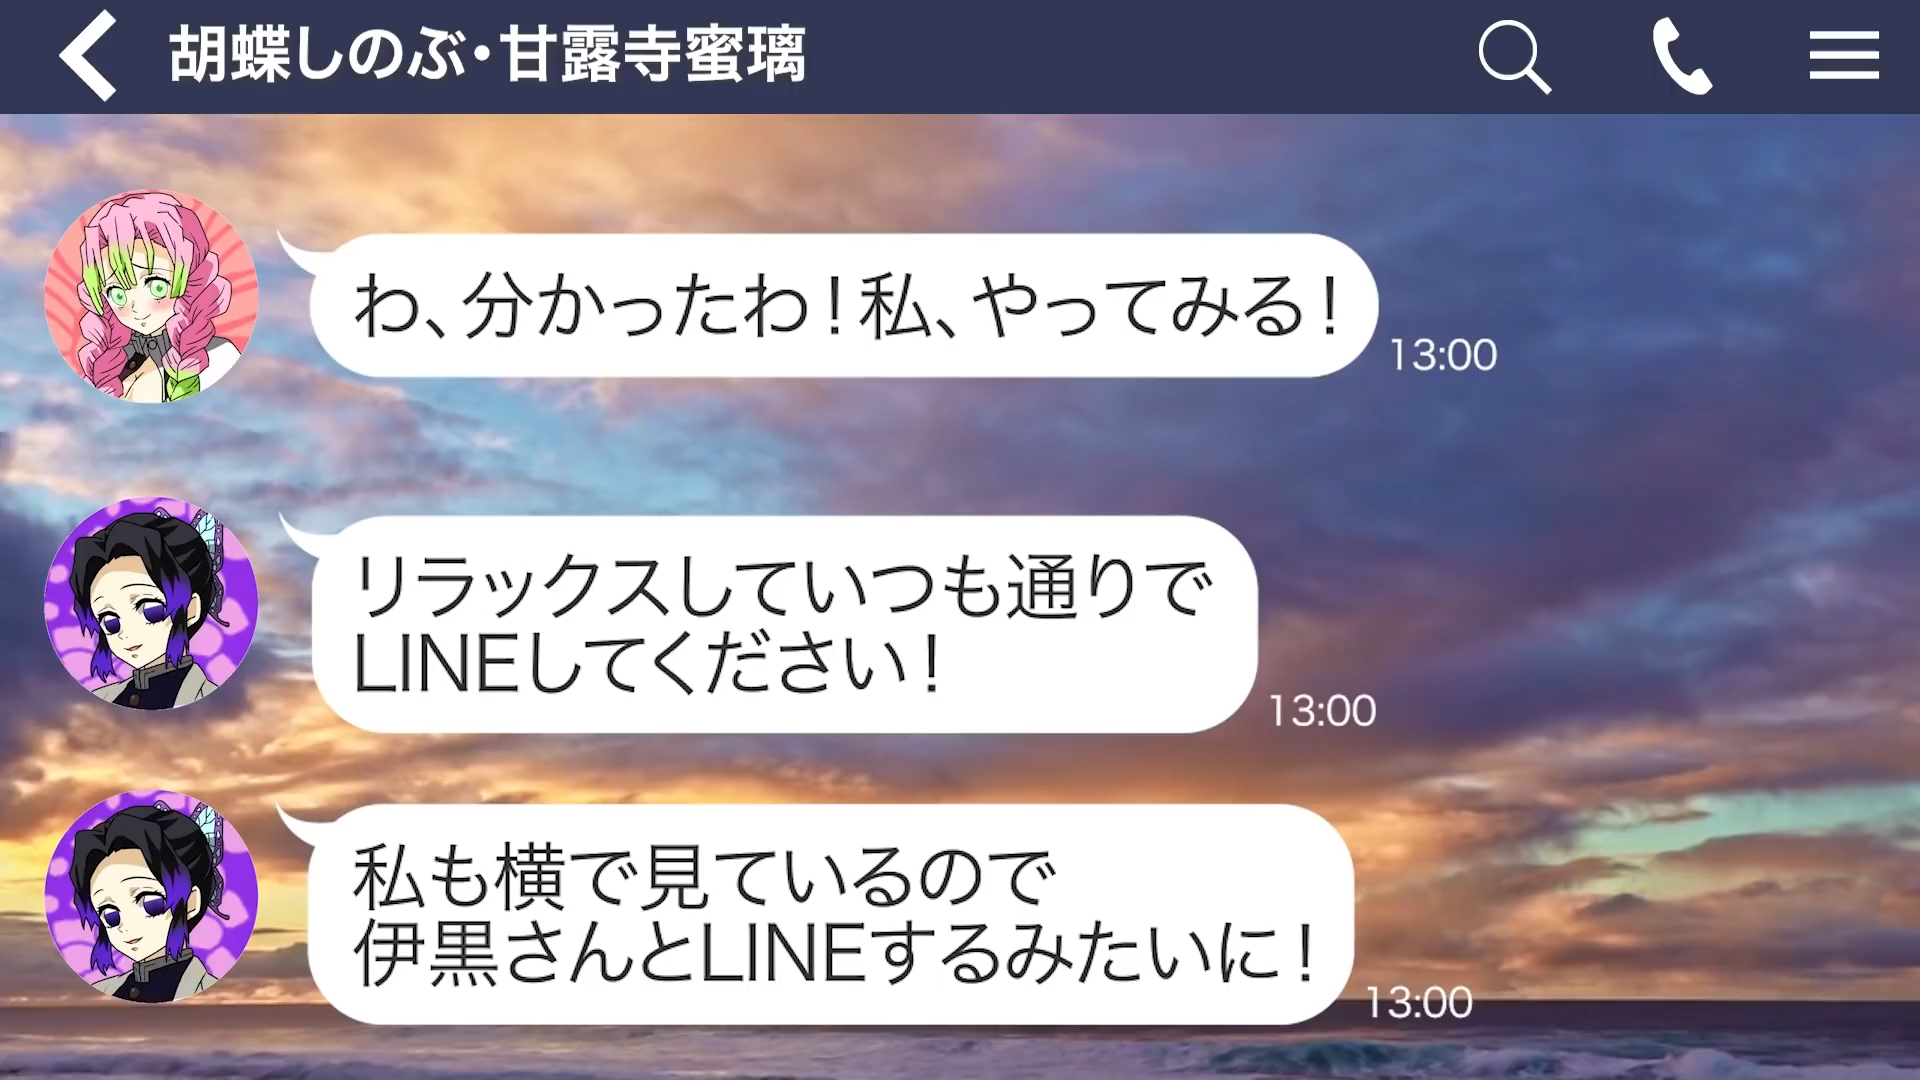 胡蝶しのぶ・甘露寺蜜璃
わ、分かったわ！私、やってみる！
13:00
リラックスしていつも通りで
LINEしてください！
13:00
私も横で見ているので
伊黒さんとLINEするみたいに！
13:00